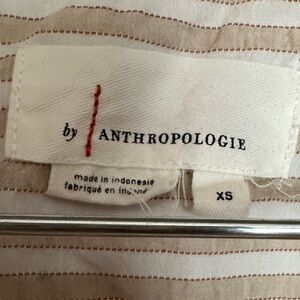 by ANTHROPOLOGIE
made in indonesia
fabriqué en
XS